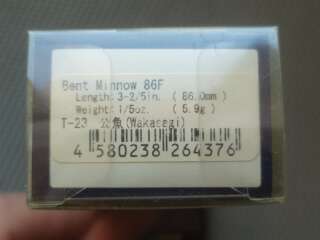 Bent Minnow 86F
Length: 3-2/5in. ( 86.0mm )
Weight: 1/5oz. ( 5.9g )
T-23 公魚(Wakasagi)
4 580238 264376